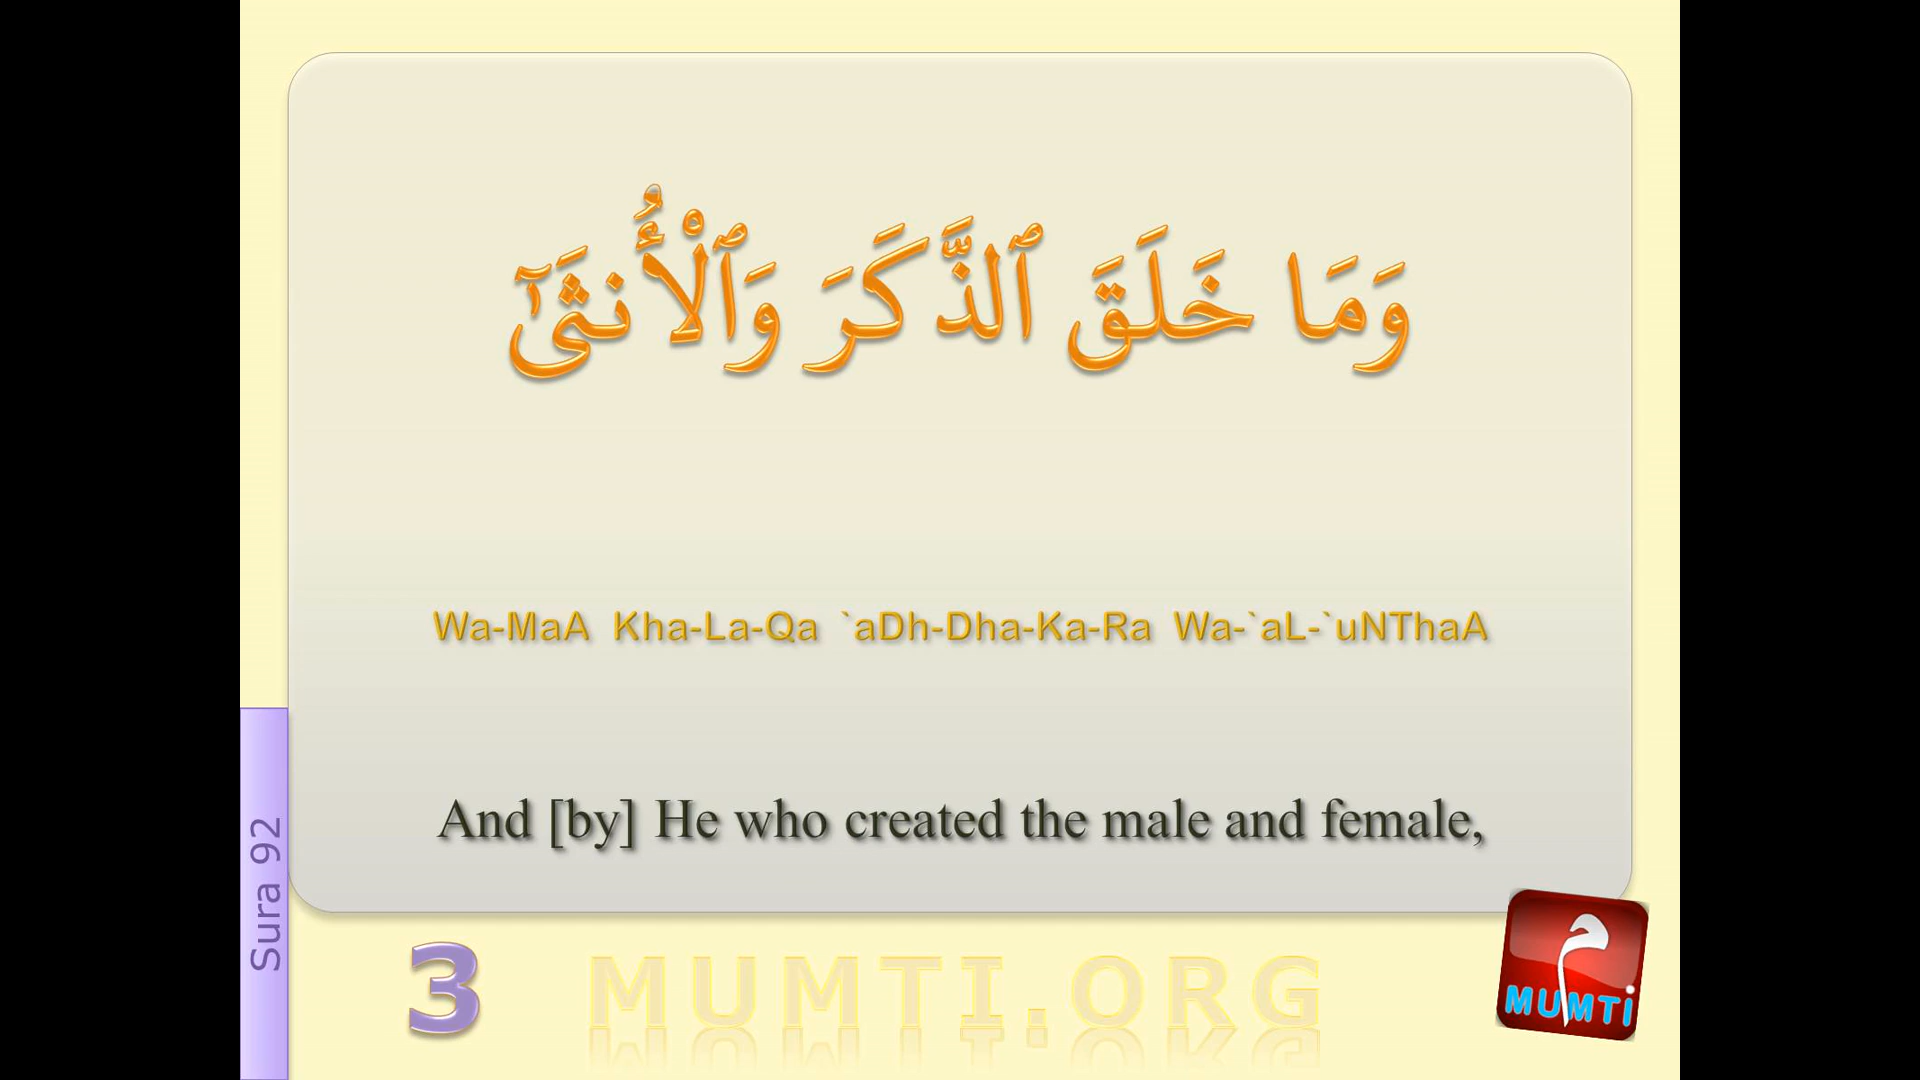 وَمَا خَلَقَ ٱلذَّكَرَ وَٱلْأُنثَىٰٓ
Wa-MaA Kha-La-Qa `aDh-Dha-Ka-Ra Wa-`aL-`uNThaA
And [by] He who created the male and female,
Sura 92
3
MUMTI.ORG
م
MUMTi